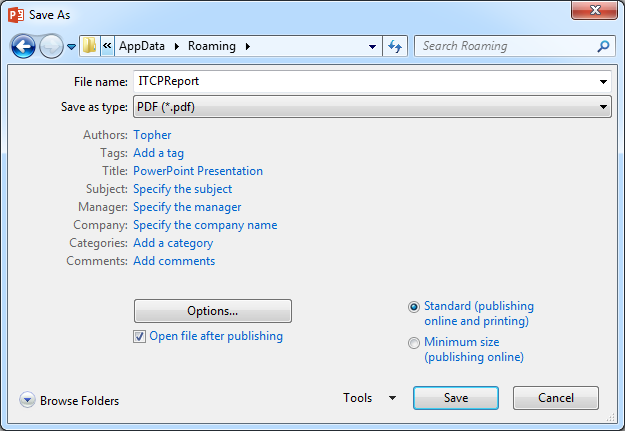 Save As
« AppData Roaming Search Roaming
File name: ITCPReport
Save as type: PDF (*.pdf)
Authors: Topher
Tags: Add a tag
Title: PowerPoint Presentation
Subject: Specify the subject
Manager: Specify the manager
Company: Specify the company name
Categories: Add a category
Comments: Add comments
Options...
Open file after publishing
Standard (publishing
online and printing)
Minimum size
(publishing online)
Browse Folders Tools Save Cancel